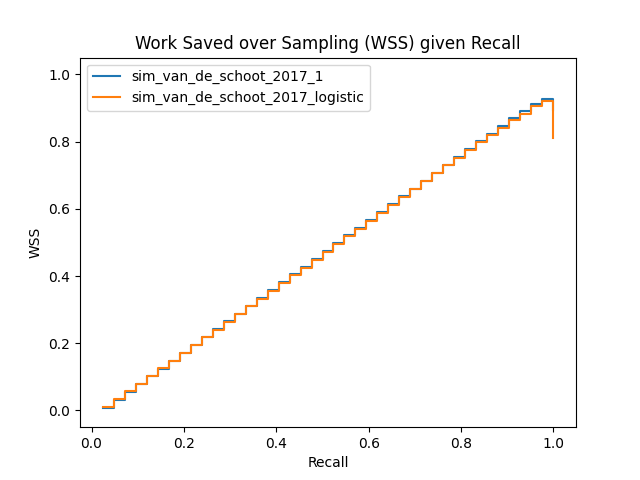 Work Saved over Sampling (WSS) given Recall
sim_van_de_schoot_2017_1
sim_van_de_schoot_2017_logistic
1.0
0.8
0.6
0.4
0.2
0.0
WSS
0.0 0.2 0.4 0.6 0.8 1.0
Recall